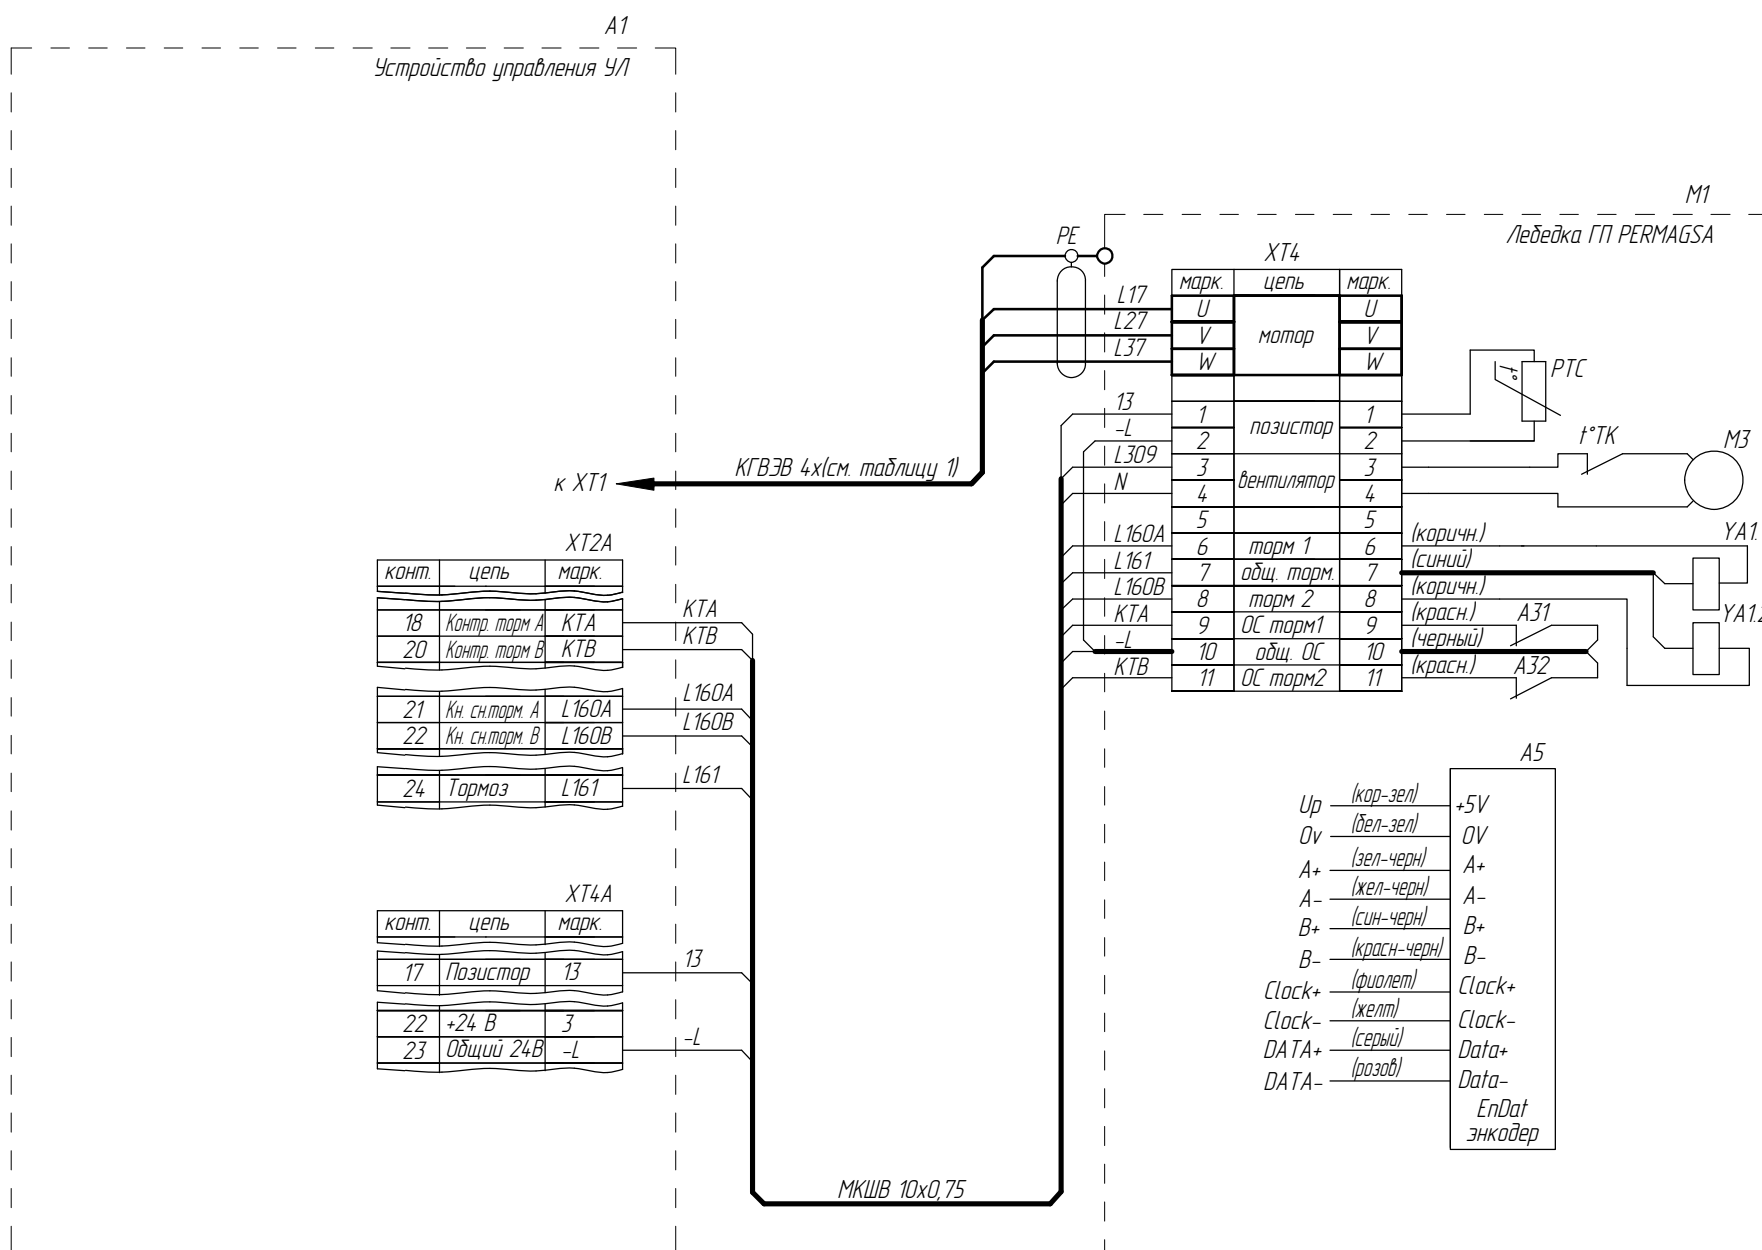 A1
Устройство управления УЛ
M1
Лебедка ГП PERMAGSA
PE
XT4
марк. цепь марк.
L17 U мотор U
L27 V V
L37 W W
PTC
13 1 позистор 1
-L 2 2
t°
t°TK
M3
L309 3 вентилятор 3
N 4 4
5 5
L160A 6 торм 1 6 (коричн.) YA1.
L161 7 общ. торм. 7 (синий)
L160B 8 торм 2 8 (коричн.)
KTA 9 ОС торм1 9 (красн.) A31 YA1.2
-L 10 общ. ОС 10 (черный)
KTB 11 ОС торм2 11 (красн.) A32
КГВЭВ 4х(см. таблицу 1)
к XT1
XT2A
конт. цепь марк.
18 Контр. торм A KTA KTA
20 Контр. торм B KTB KTB
21 Кн. сн.торм. A L160A L160A
22 Кн. сн.торм. B L160B L160B
24 Тормоз L161 L161
XT4A
конт. цепь марк.
17 Позистор 13 13
22 +24 В 3
23 Общий 24В -L -L
МКШВ 10х0,75
A5
Up (кор-зел) +5V
0v (бел-зел) 0V
A+ (зел-черн) A+
A- (жел-черн) A-
B+ (син-черн) B+
B- (красн-черн) B-
Clock+ (фиолет) Clock+
Clock- (желт) Clock-
DATA+ (серый) Data+
DATA- (розов) Data-
EnDat
энкодер